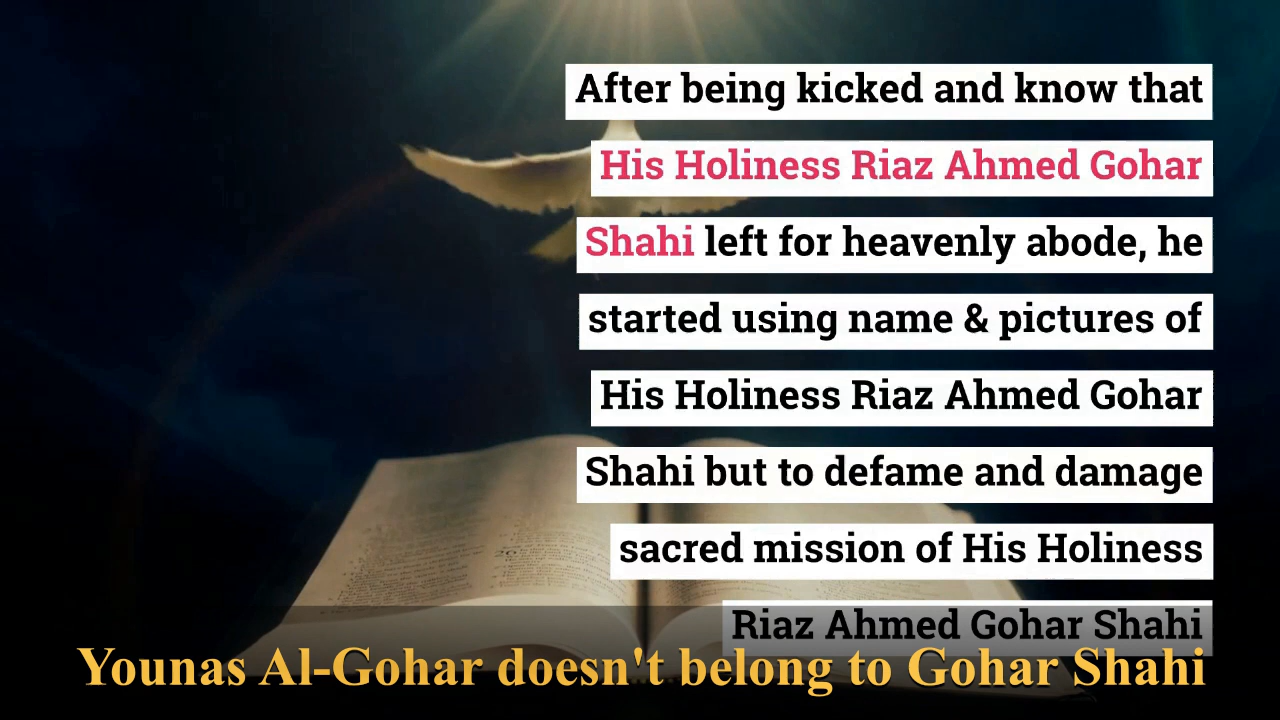 After being kicked and know that
His Holiness Riaz Ahmed Gohar
Shahi left for heavenly abode, he
started using name & pictures of
His Holiness Riaz Ahmed Gohar
Shahi but to defame and damage
sacred mission of His Holiness
Riaz Ahmed Gohar Shahi
Younas Al-Gohar doesn't belong to Gohar Shahi